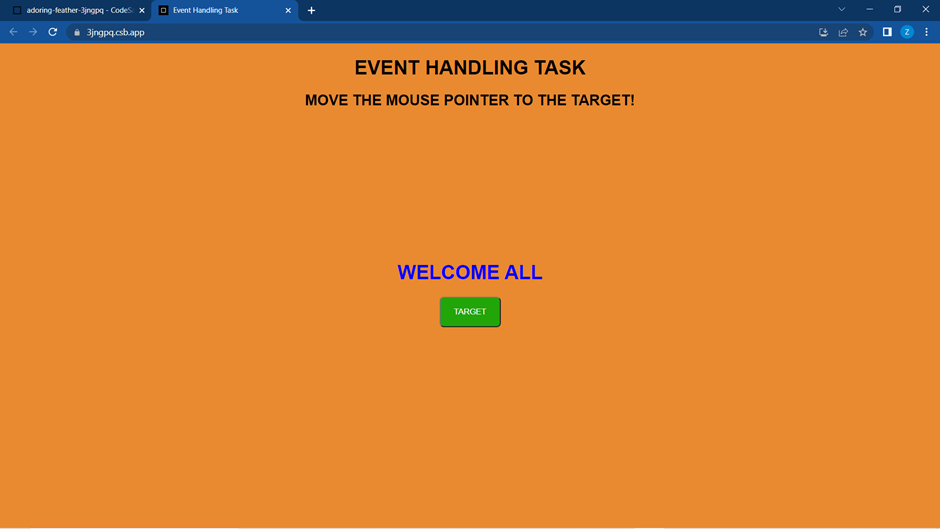 adoring-feather-3jngpq - CodeS
Event Handling Task
3jngpq.csb.app
Z
EVENT HANDLING TASK
MOVE THE MOUSE POINTER TO THE TARGET!
WELCOME ALL
TARGET